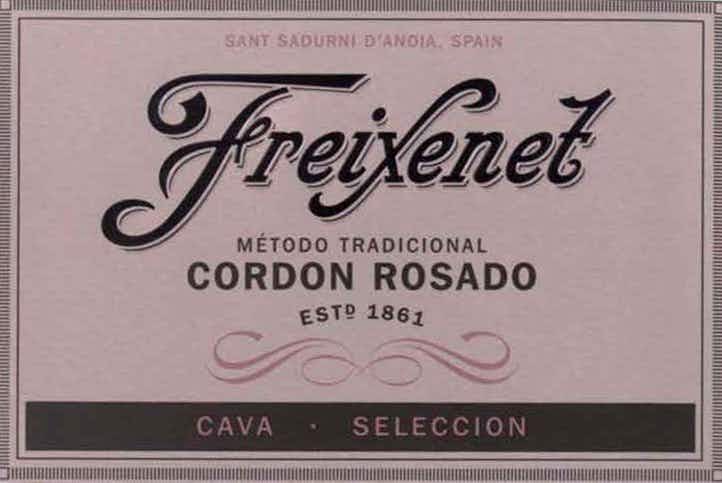 SANT SADURNI D'ANOIA, SPAIN
Freixenet
MÉTODO TRADICIONAL
CORDON ROSADO
ESTD 1861
CAVA · SELECCION